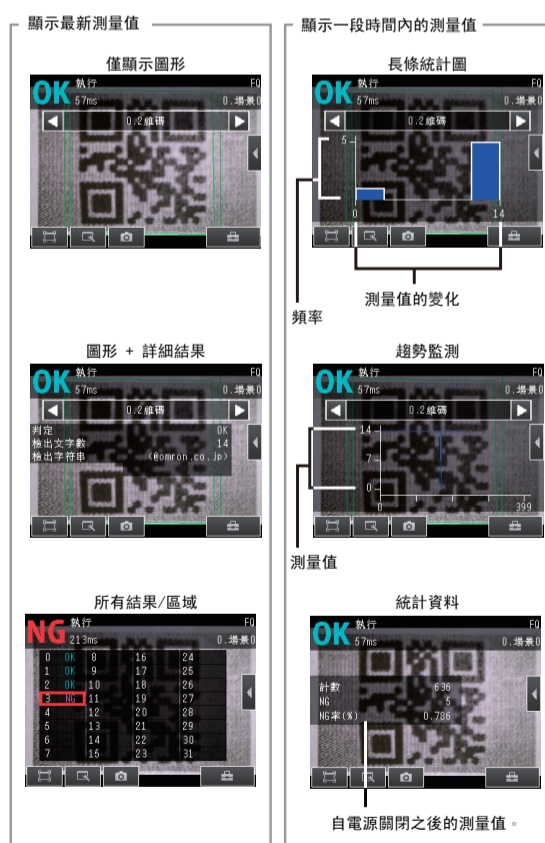 顯示最新測量值
僅顯示圖形
OK 執行 FQ
57ms 0.場景0
0.2維碼
圖形 + 詳細結果
OK 執行 FQ
57ms 0.場景0
0.2維碼
判定 OK
檢出文字數 14
檢出字符串 <@omron.co.jp>
所有結果/區域
NG 執行 FQ
213ms 0.場景0
0 OK 8 16 24
1 OK 9 17 25
2 OK 10 18 26
3 NG 11 19 27
4 12 20 28
5 13 21 29
6 14 22 30
7 15 23 31
顯示一段時間內的測量值
長條統計圖
OK 執行 FQ
57ms 0.場景0
0.2維碼
5
0 14
測量值的變化
頻率
趨勢監測
OK 執行 FQ
57ms 0.場景0
0.2維碼
14
7
0
0 399
測量值
統計資料
OK 執行 FQ
57ms 0.場景0
計數 636
NG 5
NG率(%) 0.786
自電源關閉之後的測量值。